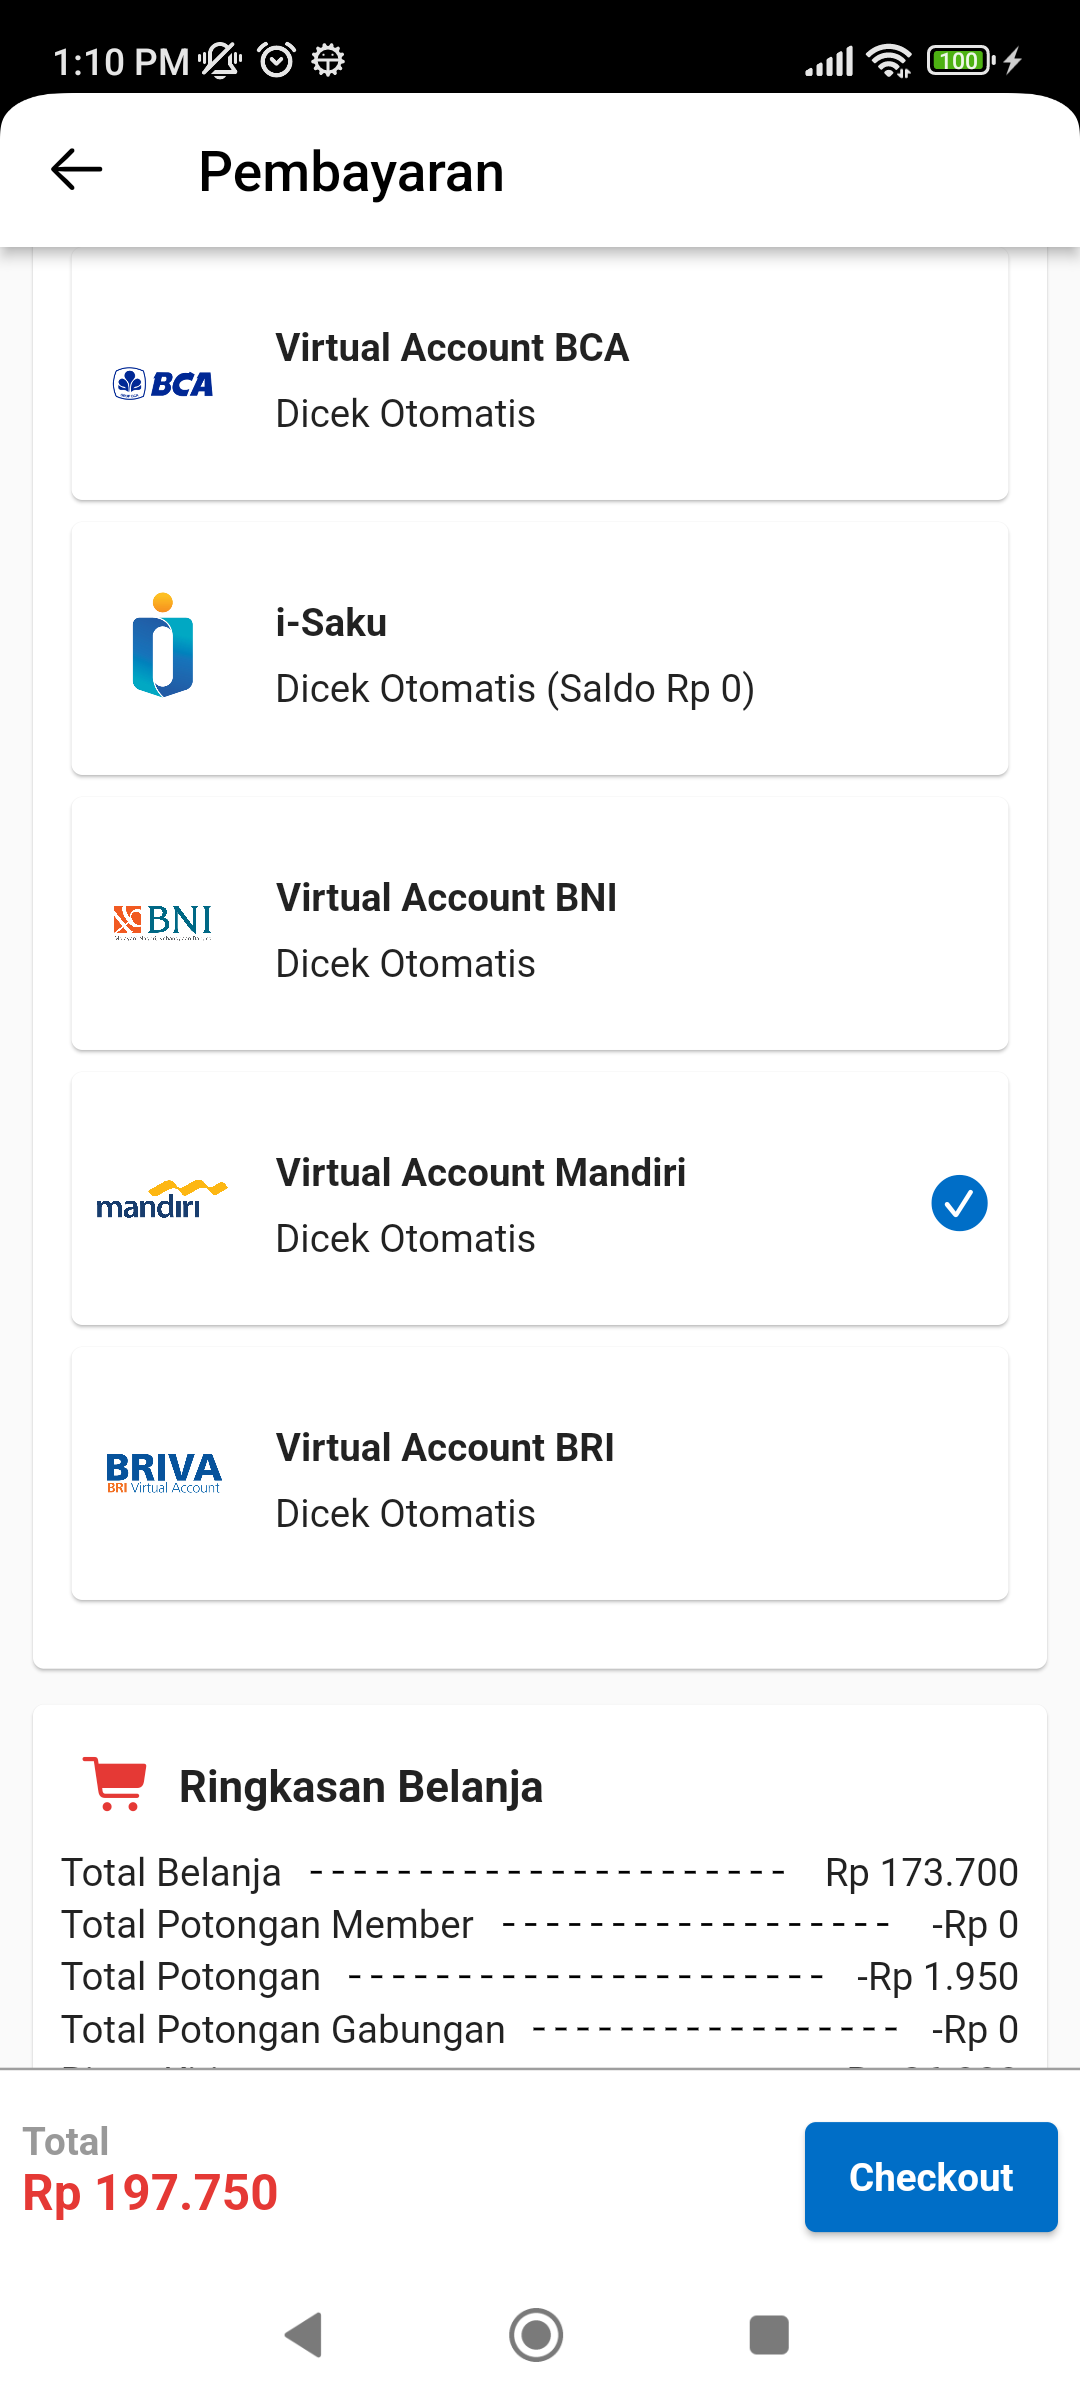 1:10 PM
100
Pembayaran
BCA
Virtual Account BCA
Dicek Otomatis
i-Saku
Dicek Otomatis (Saldo Rp 0)
BNI
Virtual Account BNI
Dicek Otomatis
mandiri
Virtual Account Mandiri
Dicek Otomatis
BRIVA
BRI Virtual Account
Virtual Account BRI
Dicek Otomatis
Ringkasan Belanja
Total Belanja ---------------------- Rp 173.700
Total Potongan Member ------------------ -Rp 0
Total Potongan ---------------------- -Rp 1.950
Total Potongan Gabungan ----------------- -Rp 0
Total
Rp 197.750
Checkout